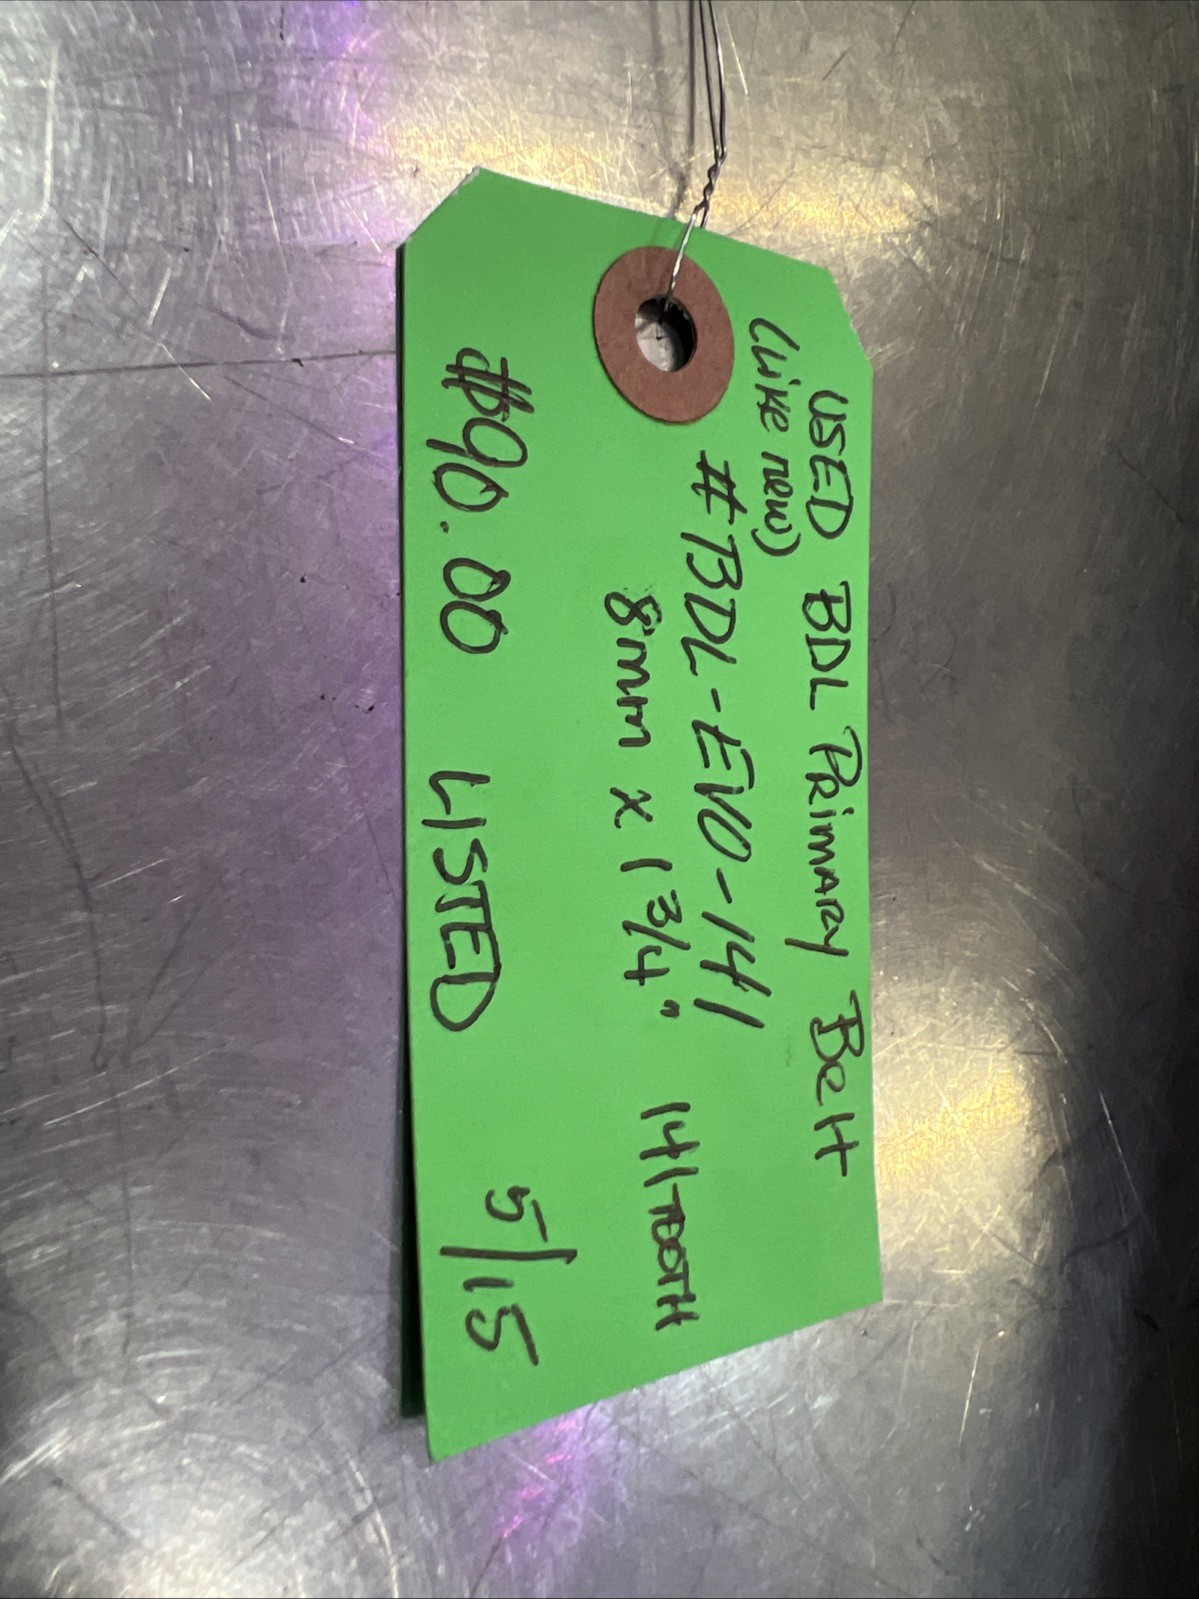 USED BDL Primary Belt
(Like new)
#BDL-EVO-141
8mm x 1 3/4" 141 TOOTH
$90.00 LISTED 5/15